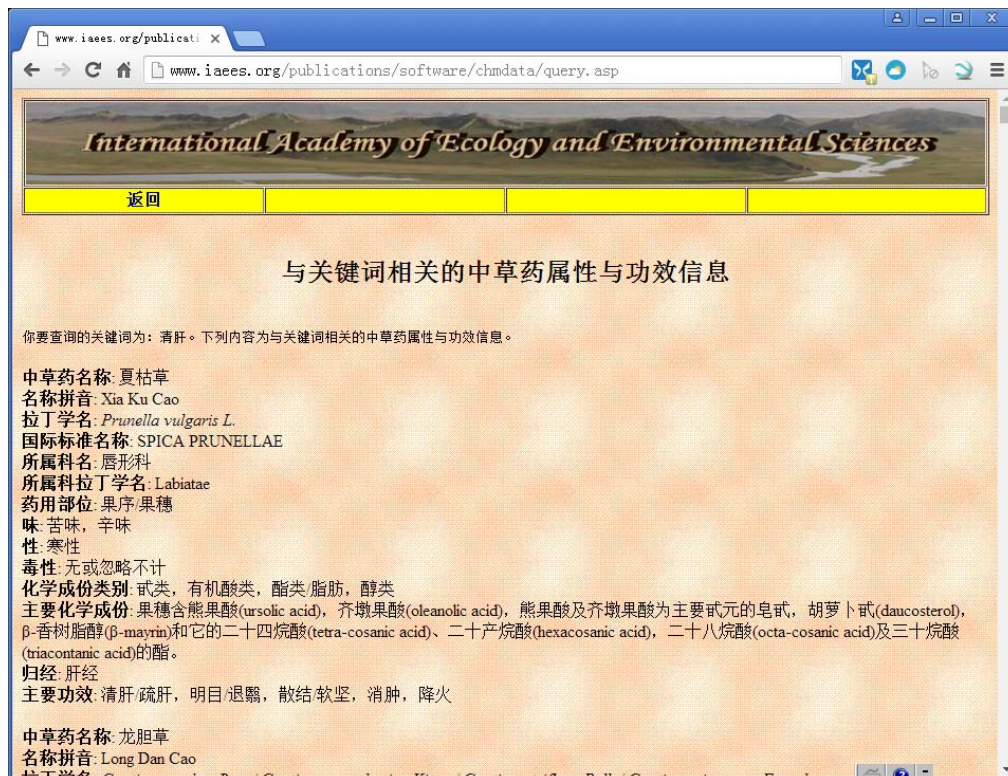 www.iaees.org/publicati
www.iaees.org/publications/software/chmdata/query.asp
International Academy of Ecology and Environmental Sciences
返回
与关键词相关的中草药属性与功效信息
你要查询的关键词为：清肝。下列内容为与关键词相关的中草药属性与功效信息。
中草药名称: 夏枯草
名称拼音: Xia Ku Cao
拉丁学名: Prunella vulgaris L.
国际标准名称: SPICA PRUNELLAE
所属科名: 唇形科
所属科拉丁学名: Labiatae
药用部位: 果序/果穗
味: 苦味，辛味
性: 寒性
毒性: 无或忽略不计
化学成份类别: 甙类，有机酸类，酯类/脂肪，醇类
主要化学成份: 果穗含熊果酸(ursolic acid)，齐墩果酸(oleanolic acid)，熊果酸及齐墩果酸为主要甙元的皂甙，胡萝卜甙(daucosterol)，
β-香树脂醇(β-mayrin)和它的二十四烷酸(tetra-cosanic acid)、二十产烷酸(hexacosanic acid)，二十八烷酸(octa-cosanic acid)及三十烷酸
(triacontanic acid)的酯。
归经: 肝经
主要功效: 清肝/疏肝，明目/退翳，散结/软坚，消肿，降火
中草药名称: 龙胆草
名称拼音: Long Dan Cao